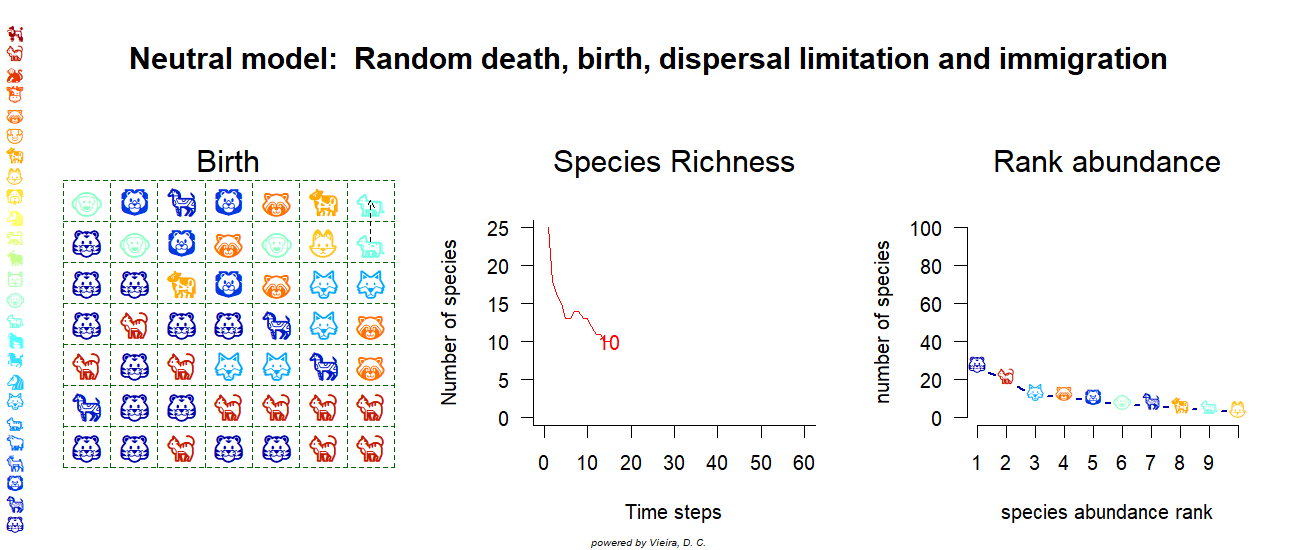 Neutral model:  Random death, birth, dispersal limitation and immigration
Birth
Species Richness
Number of species
25
20
15
10
5
0
10
0 10 20 30 40 50 60
Time steps
Rank abundance
number of species
100
80
60
40
20
0
1 2 3 4 5 6 7 8 9
species abundance rank
powered by Vieira, D. C.